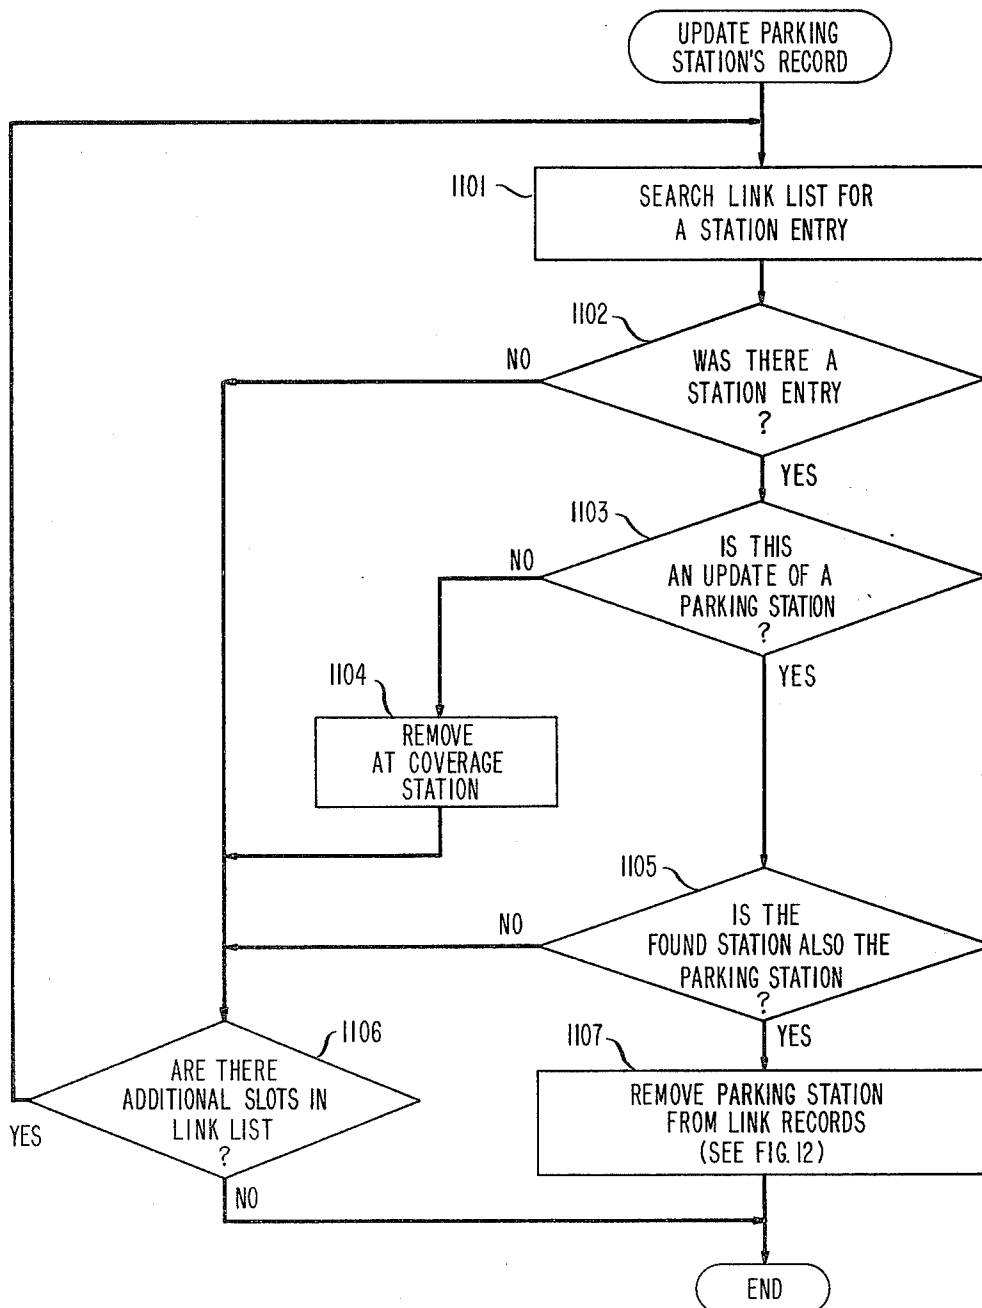 UPDATE PARKING
STATION'S RECORD
1101
SEARCH LINK LIST FOR
A STATION ENTRY
1102
NO
WAS THERE A
STATION ENTRY
?
YES
1103
NO
IS THIS
AN UPDATE OF A
PARKING STATION
?
YES
1104
REMOVE
AT COVERAGE
STATION
1105
NO
IS THE
FOUND STATION ALSO THE
PARKING STATION
?
YES
1106
ARE THERE
ADDITIONAL SLOTS IN
LINK LIST
?
YES
NO
1107
REMOVE PARKING STATION
FROM LINK RECORDS
(SEE FIG. 12)
END